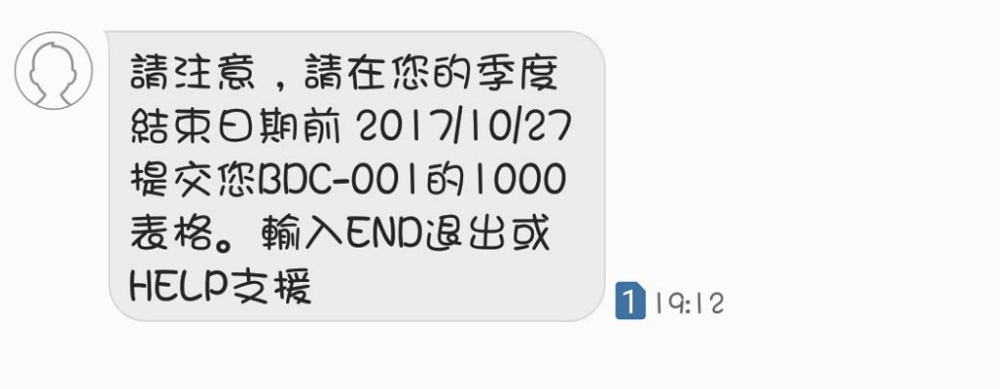 請注意，請在您的季度
結束日期前 2017/10/27
提交您BDC-001的1000
表格。輸入END退出或
HELP支援
1 19:12